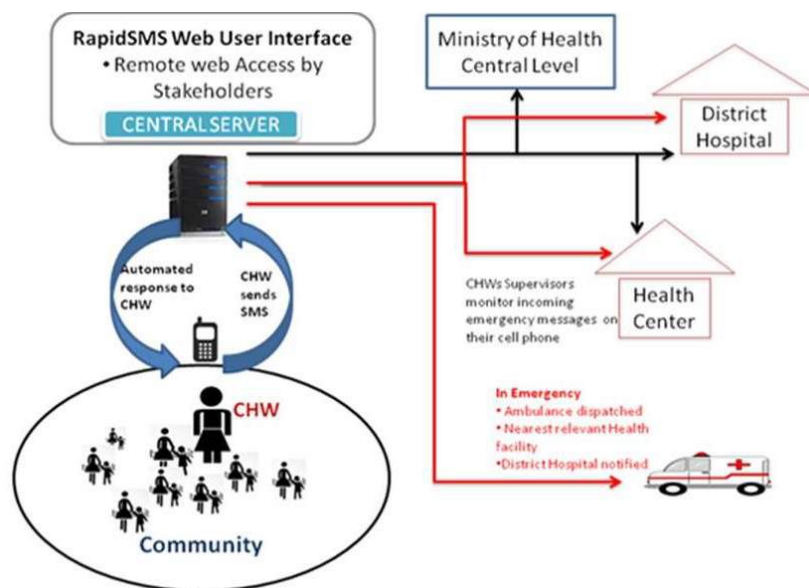 RapidSMS Web User Interface
• Remote web Access by
Stakeholders
CENTRAL SERVER
Ministry of Health
Central Level
District
Hospital
Automated
response to
CHW
CHW
sends
SMS
CHWs Supervisors
monitor incoming
emergency messages on
their cell phone
Health
Center
CHW
Community
In Emergency
• Ambulance dispatched
• Nearest relevant Health
facility
•District Hospital notified